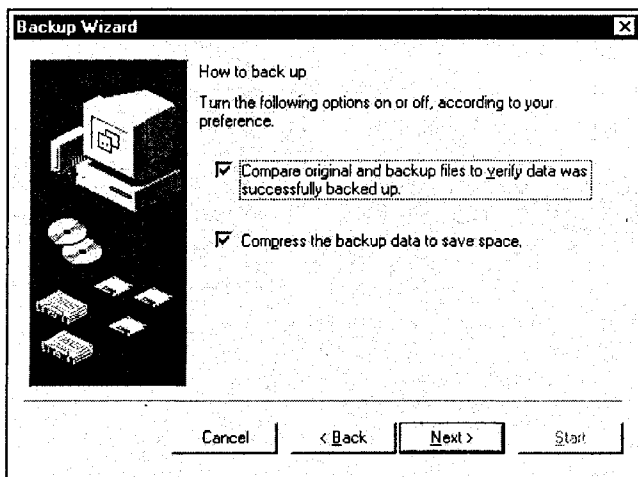 Backup Wizard
How to back up
Turn the following options on or off, according to your
preference.
Compare original and backup files to verify data was
successfully backed up.
Compress the backup data to save space.
Cancel
< Back
Next >
Start